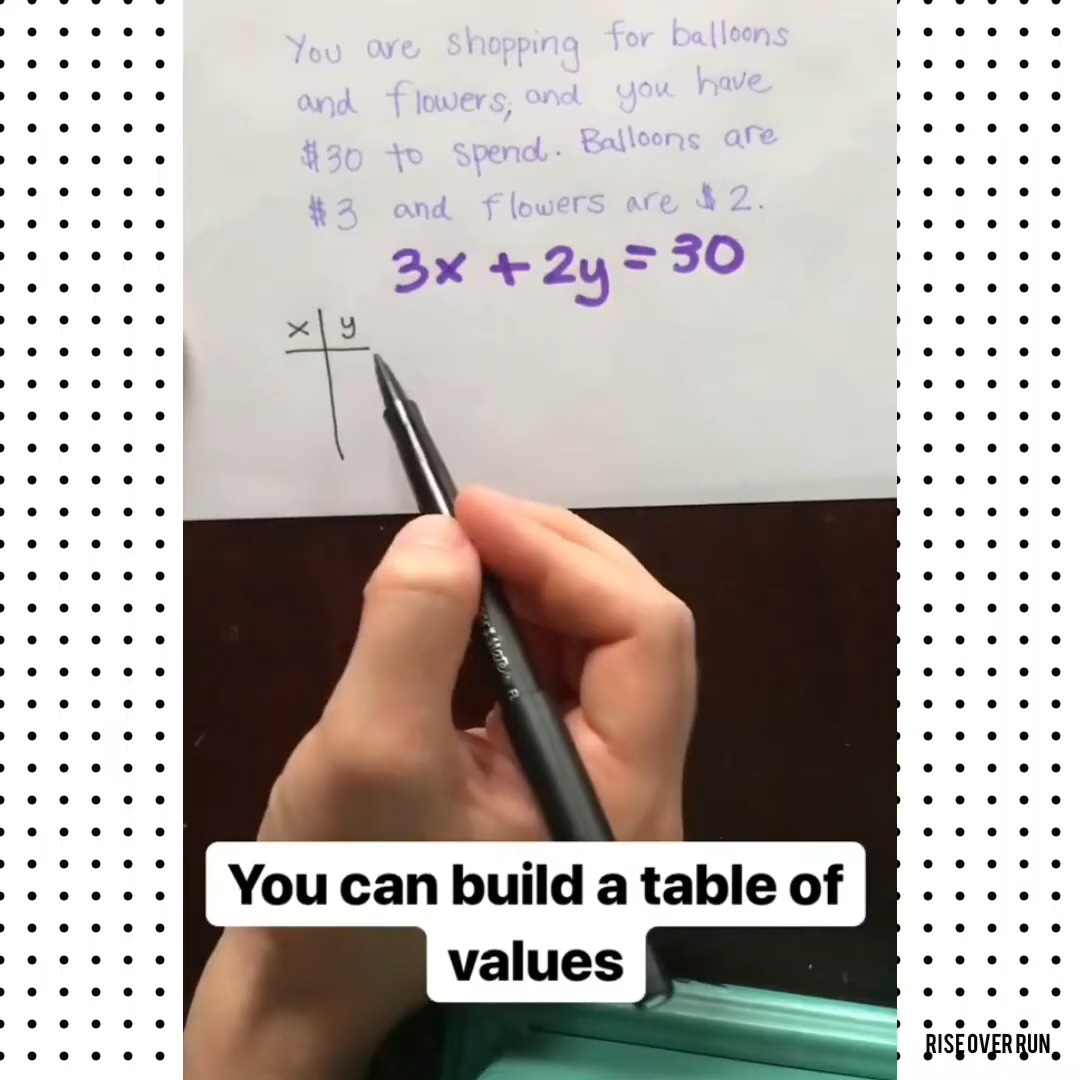 You are shopping for balloons
and flowers, and you have
$30 to spend. Balloons are
$3 and flowers are $2.
3x + 2y = 30
x y
You can build a table of
values
RISE OVER RUN